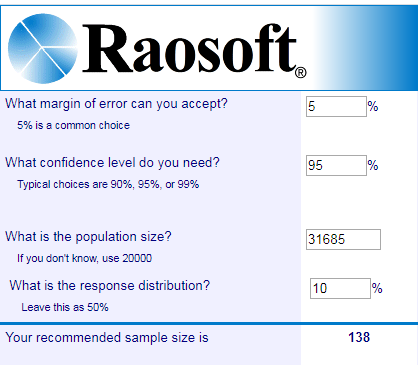 Raosoft®
What margin of error can you accept? 5 %
5% is a common choice
What confidence level do you need? 95 %
Typical choices are 90%, 95%, or 99%
What is the population size? 31685
If you don't know, use 20000
What is the response distribution? 10 %
Leave this as 50%
Your recommended sample size is 138